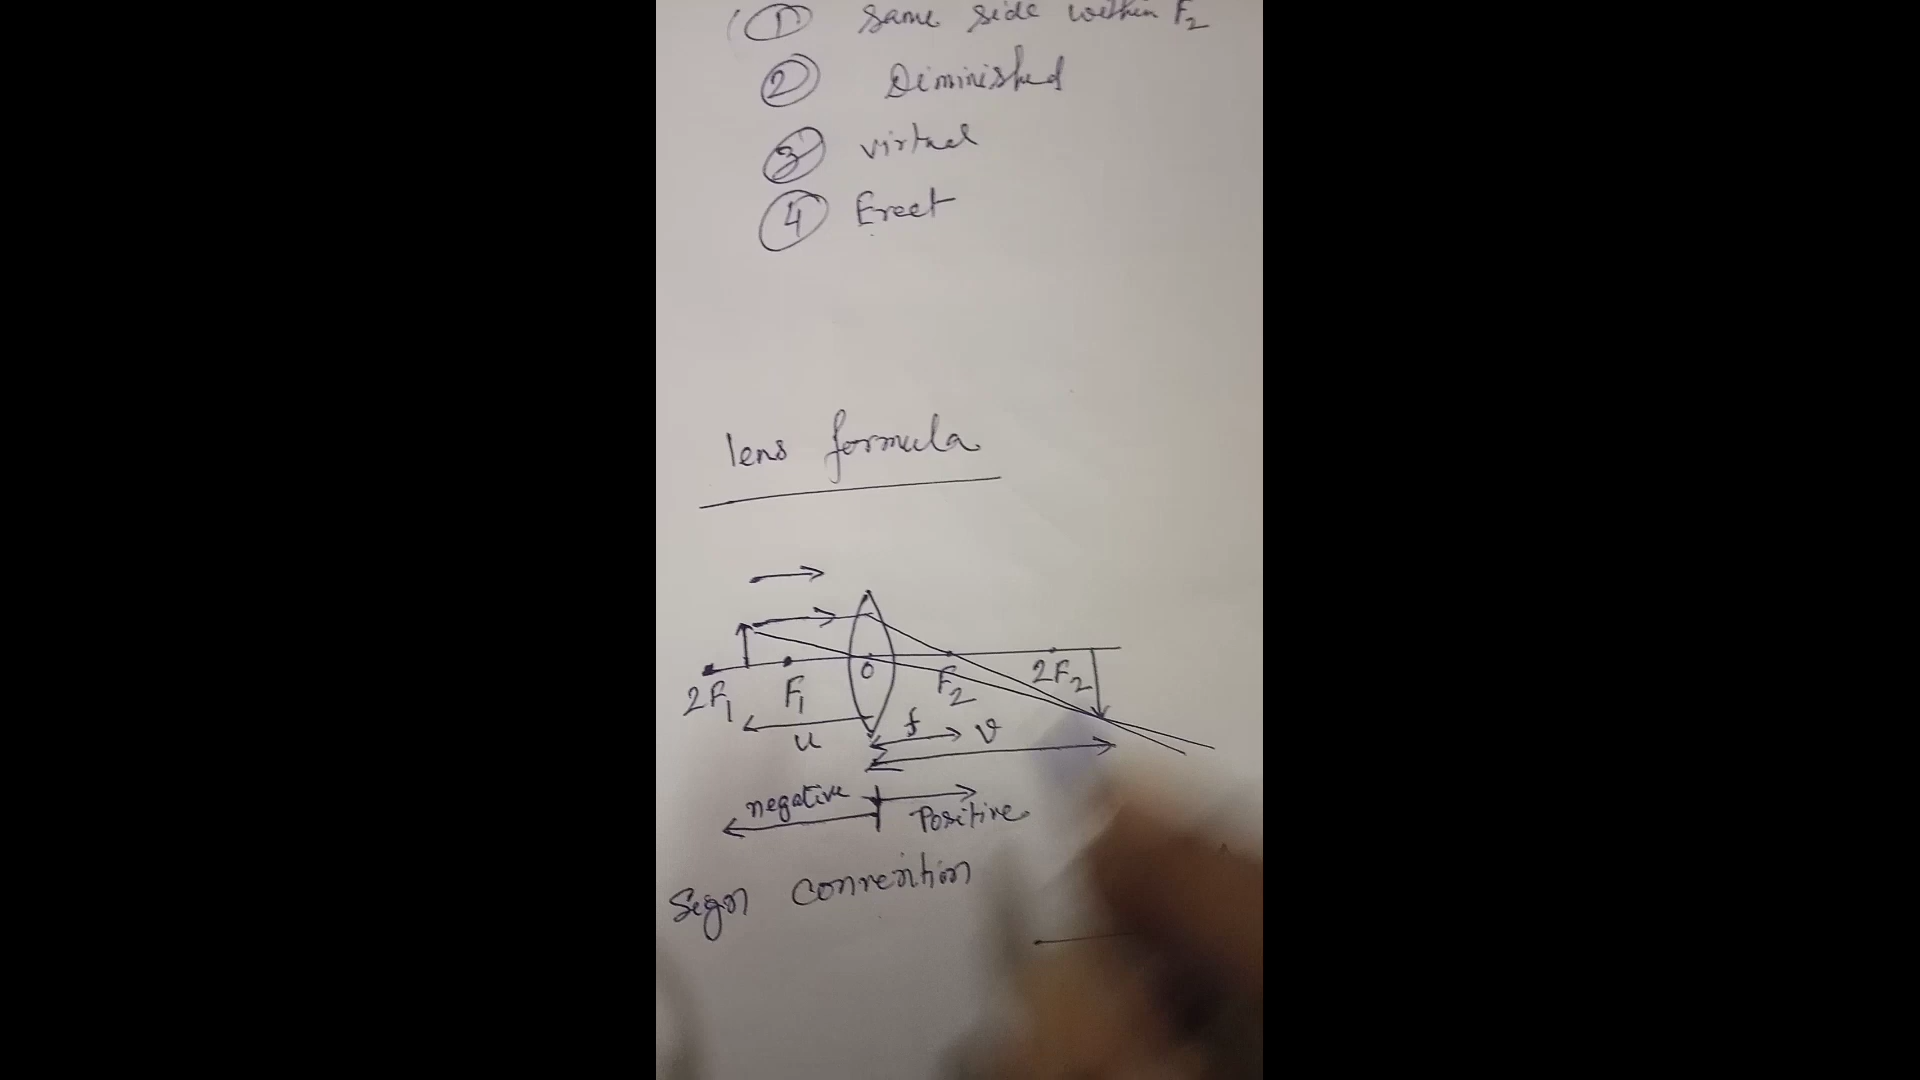 1 same side within F2
2 Diminished
3 virtual
4 Erect
lens formula
2F1 F1 O F2 2F2
u f v
negative Positive
Sign convention